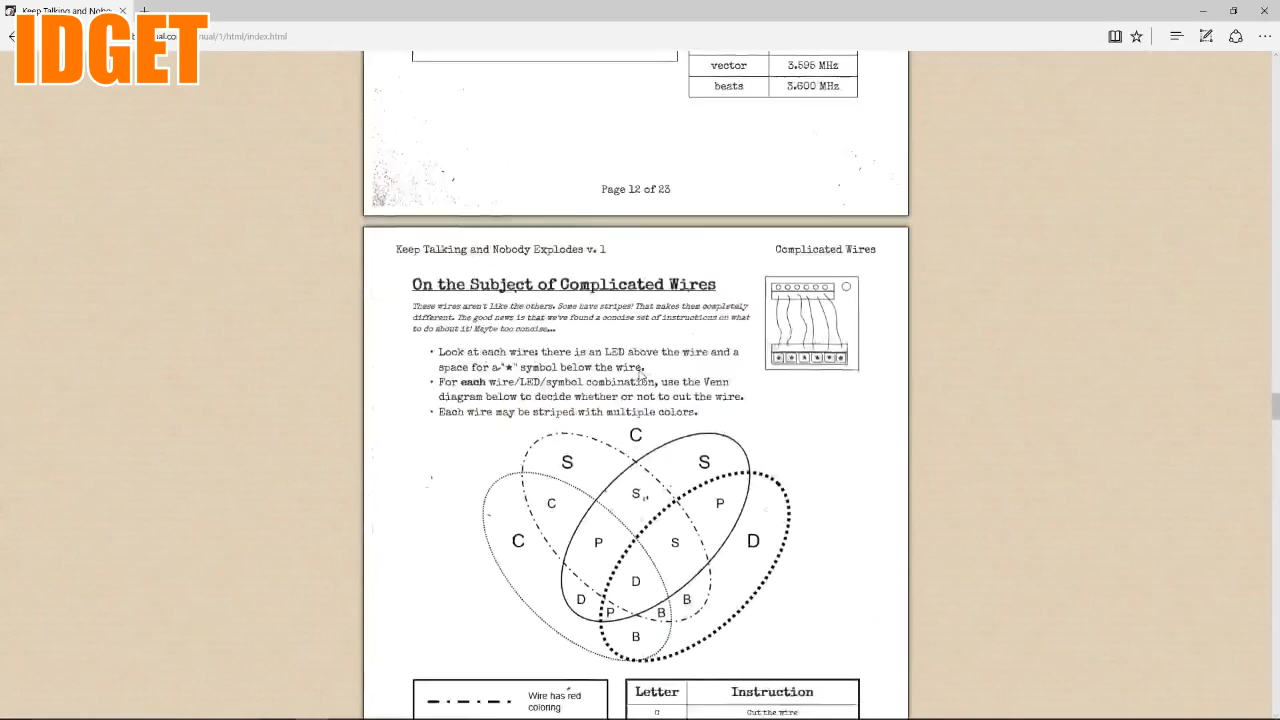 Keep Talking and Nobody
IDGET
nual/1/html/index.html
vector 3.595 MHz
beats 3.600 MHz
Page 12 of 23
Keep Talking and Nobody Explodes v. 1 Complicated Wires
On the Subject of Complicated Wires
These wires aren't like the others. Some have stripes! That makes them completely
different. The good news is that we've found a concise set of instructions on what
to do about it! Maybe too concise...
• Look at each wire: there is an LED above the wire and a
space for a "★" symbol below the wire.
• For each wire/LED/symbol combination, use the Venn
diagram below to decide whether or not to cut the wire.
• Each wire may be striped with multiple colors.
C
S S
C S P
C P S D
D
D P B B
B
Wire has red
coloring
Letter Instruction
C Cut the wire